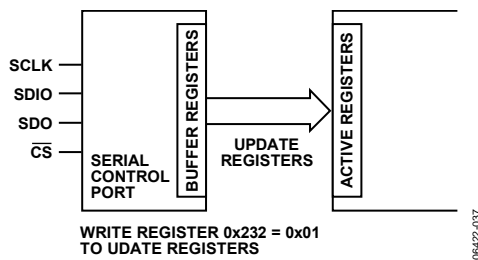 SCLK
SDIO
SDO
CS
SERIAL
CONTROL
PORT
BUFFER REGISTERS
UPDATE
REGISTERS
ACTIVE REGISTERS
WRITE REGISTER 0x232 = 0x01
TO UDATE REGISTERS
06422-037